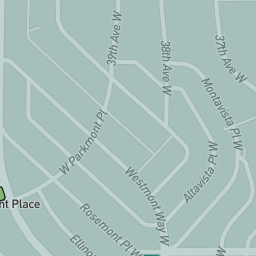 39th Ave W
38th Ave W
37th Ave W
Montavista Pl W
W Parkmont Pl
Altavista Pl W
Westmont Way W
nt Place
Rosemont Pl W